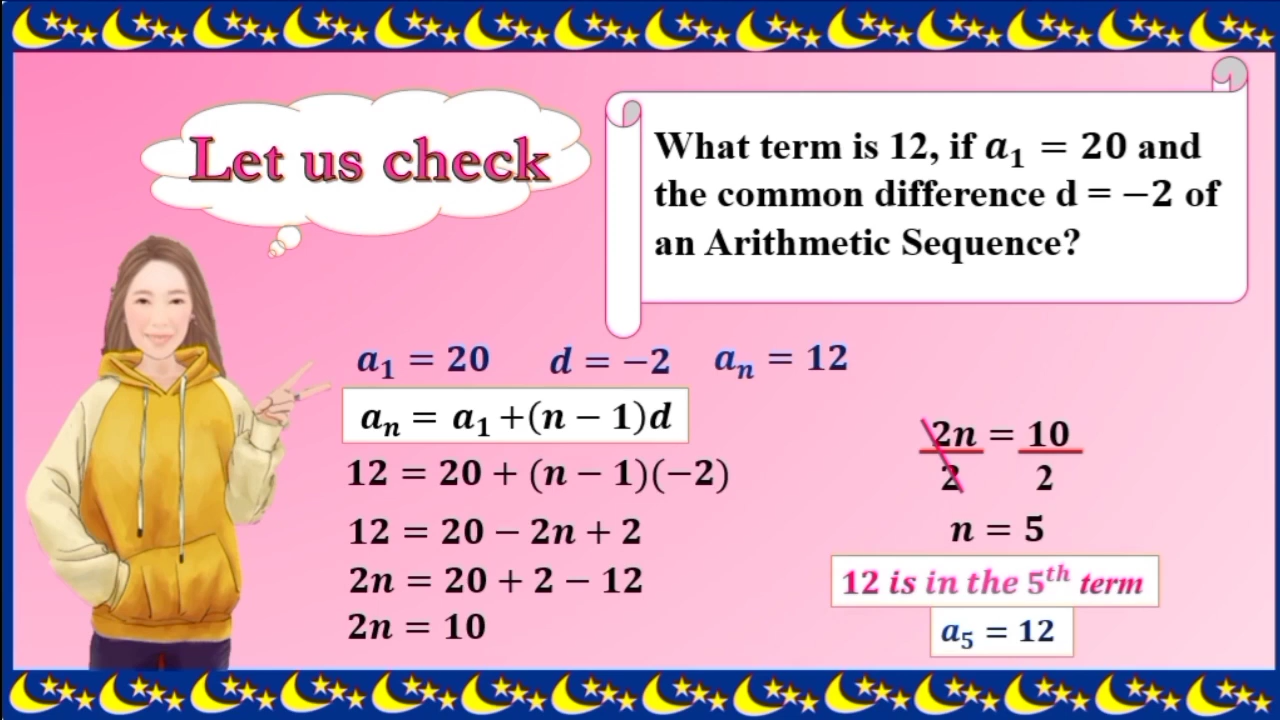 Let us check
What term is 12, if a₁ = 20 and
the common difference d = −2 of
an Arithmetic Sequence?
a₁ = 20 d = −2 aₙ = 12
aₙ = a₁ +(n − 1)d
12 = 20 + (n − 1)(−2)
12 = 20 − 2n + 2
2n = 20 + 2 − 12
2n = 10
2n = 10
2 2
n = 5
12 is in the 5ᵗʰ term
a₅ = 12